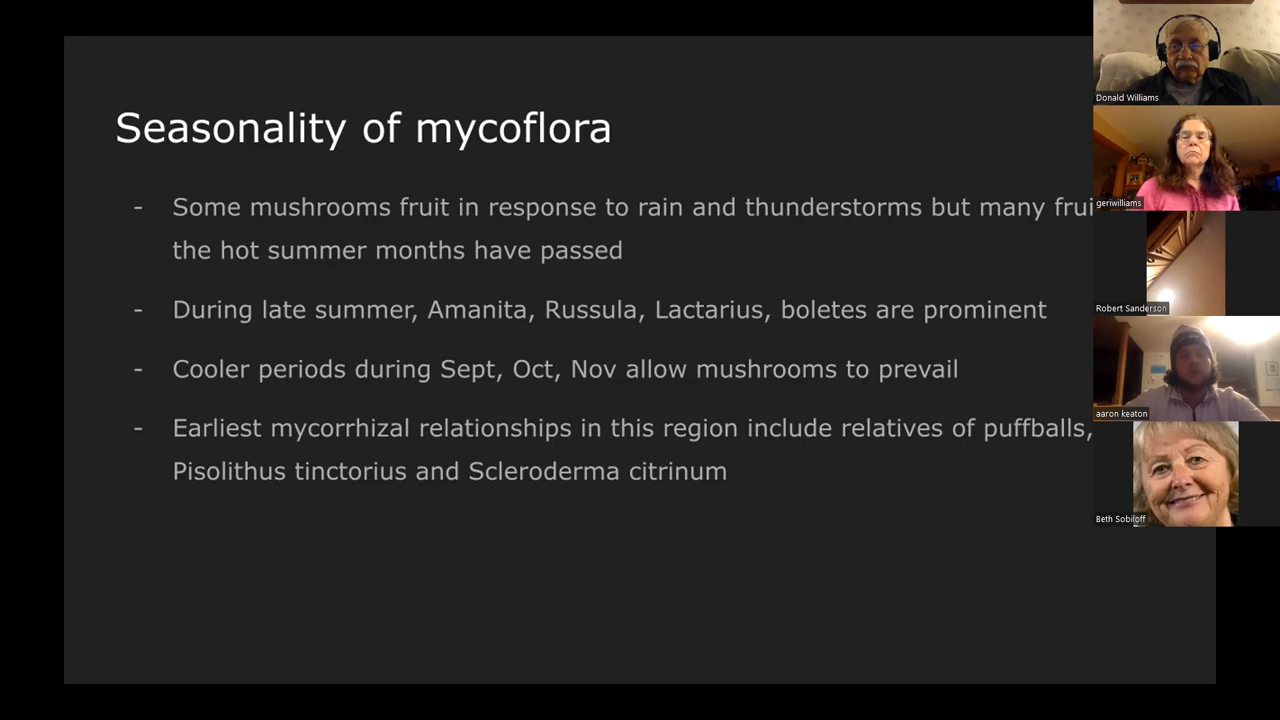 Seasonality of mycoflora
- Some mushrooms fruit in response to rain and thunderstorms but many
the hot summer months have passed
- During late summer, Amanita, Russula, Lactarius, boletes are prominent
- Cooler periods during Sept, Oct, Nov allow mushrooms to prevail
- Earliest mycorrhizal relationships in this region include relatives of puffballs,
Pisolithus tinctorius and Scleroderma citrinum
Donald Williams
geriwilliams
Robert Sanderson
aaron keaton
Beth Sobiloff